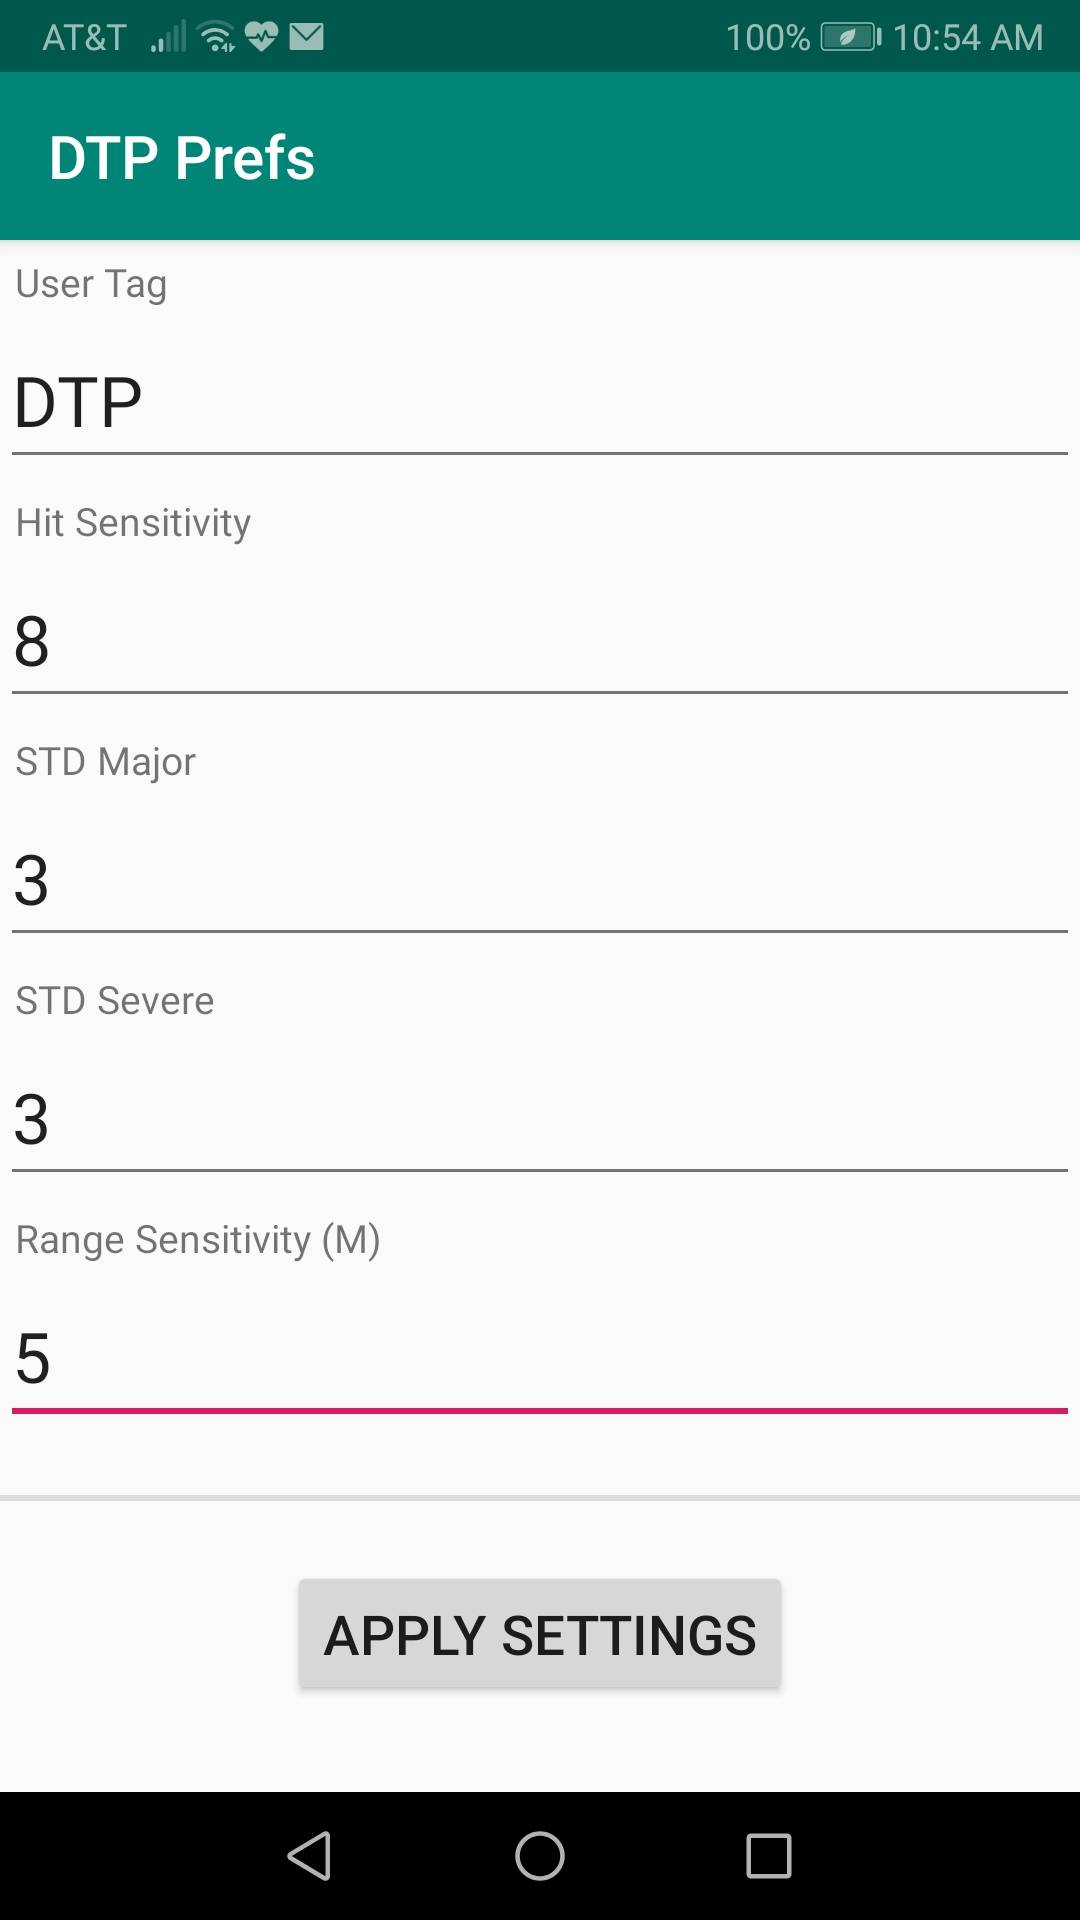 AT&T 100% 10:54 AM
DTP Prefs
User Tag
DTP
Hit Sensitivity
8
STD Major
3
STD Severe
3
Range Sensitivity (M)
5
APPLY SETTINGS